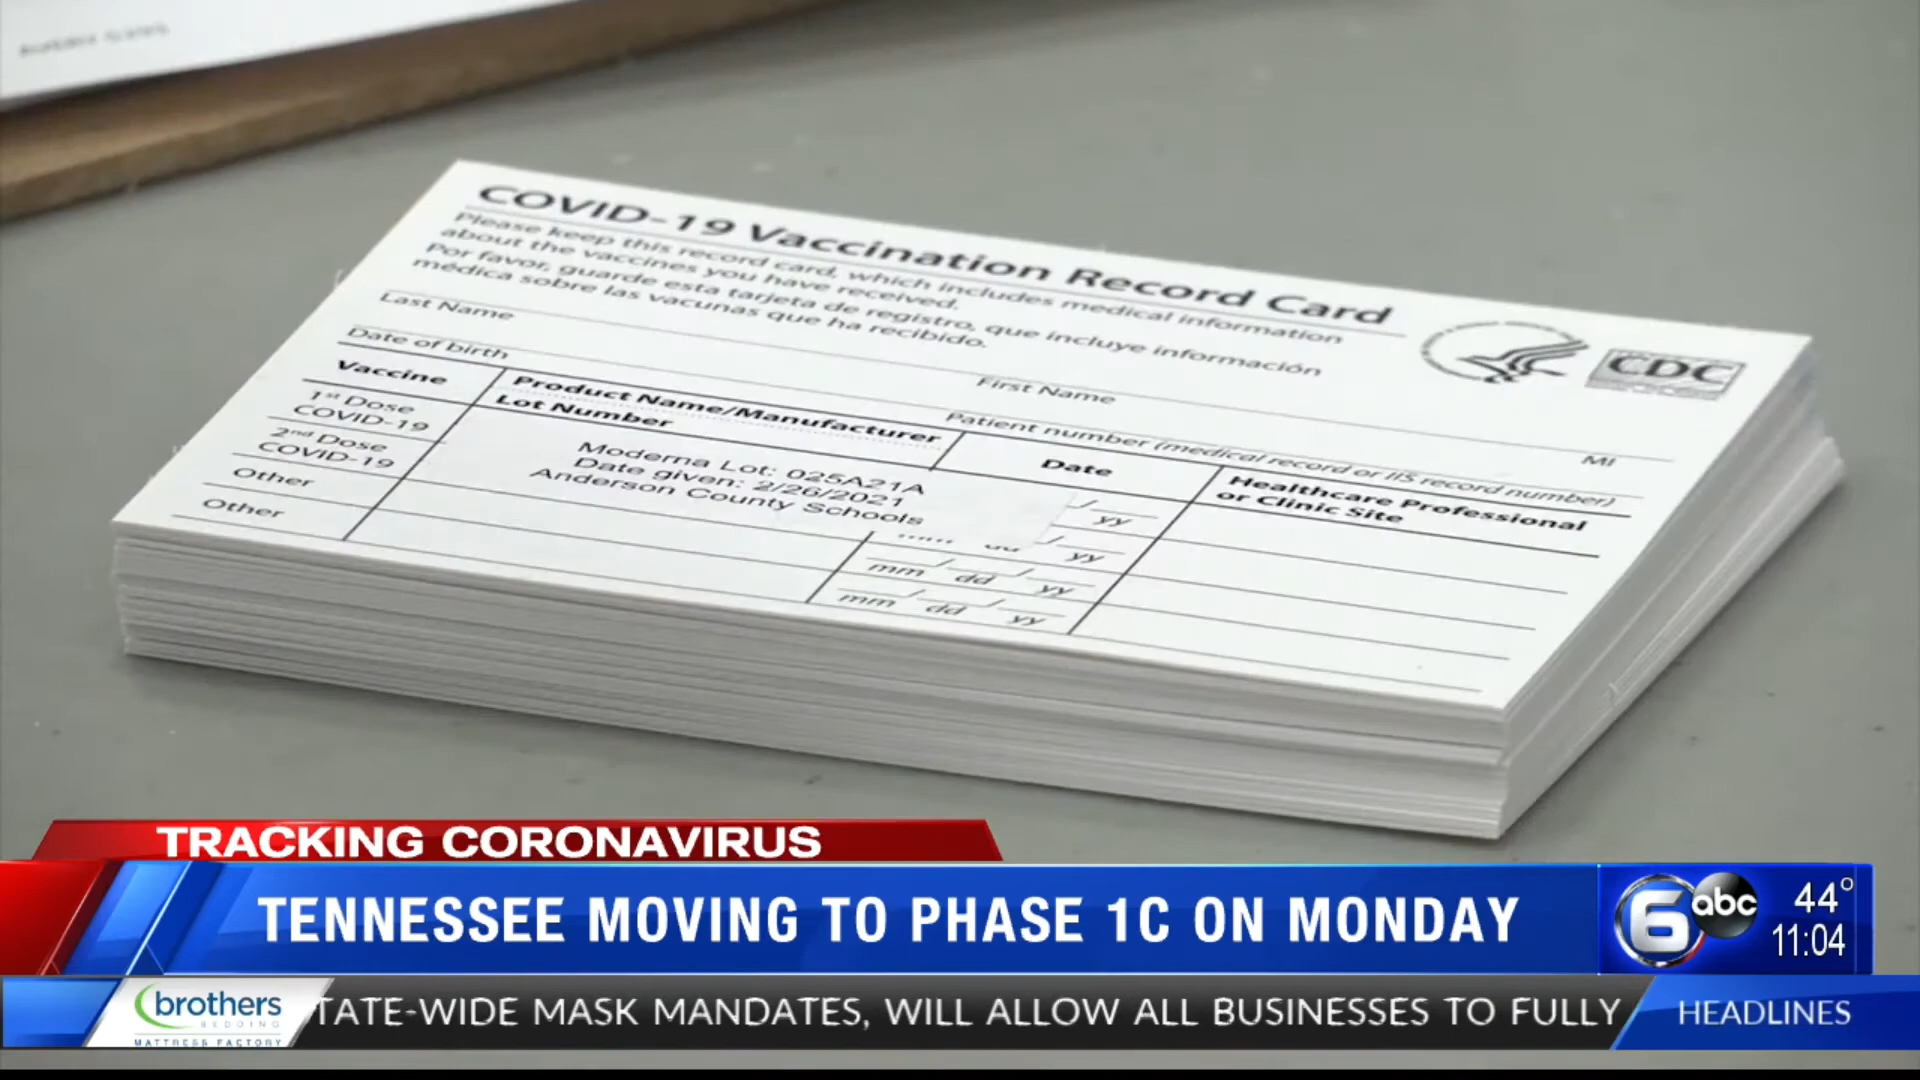 COVID-19 Vaccination Record Card
Please keep this record card, which includes medical information
about the vaccines you have received.
Por favor, guarde esta tarjeta de registro, que incluye información
médica sobre las vacunas que ha recibido.
CDC
Last Name
First Name
MI
Date of birth
Patient number (medical record or IIS record number)
Vaccine
Product Name/Manufacturer
Lot Number
Date
Healthcare Professional
or Clinic Site
1st Dose
COVID-19
2nd Dose
COVID-19
Other
Other
Moderna Lot: 025A21A
Date given: 2/26/2021
Anderson County Schools
/ yy
/ yy
mm / dd / yy
mm / dd / yy
TRACKING CORONAVIRUS
TENNESSEE MOVING TO PHASE 1C ON MONDAY
6 abc
44°
11:04
brothers
BEDDING
MATTRESS FACTORY
TATE-WIDE MASK MANDATES, WILL ALLOW ALL BUSINESSES TO FULLY
HEADLINES